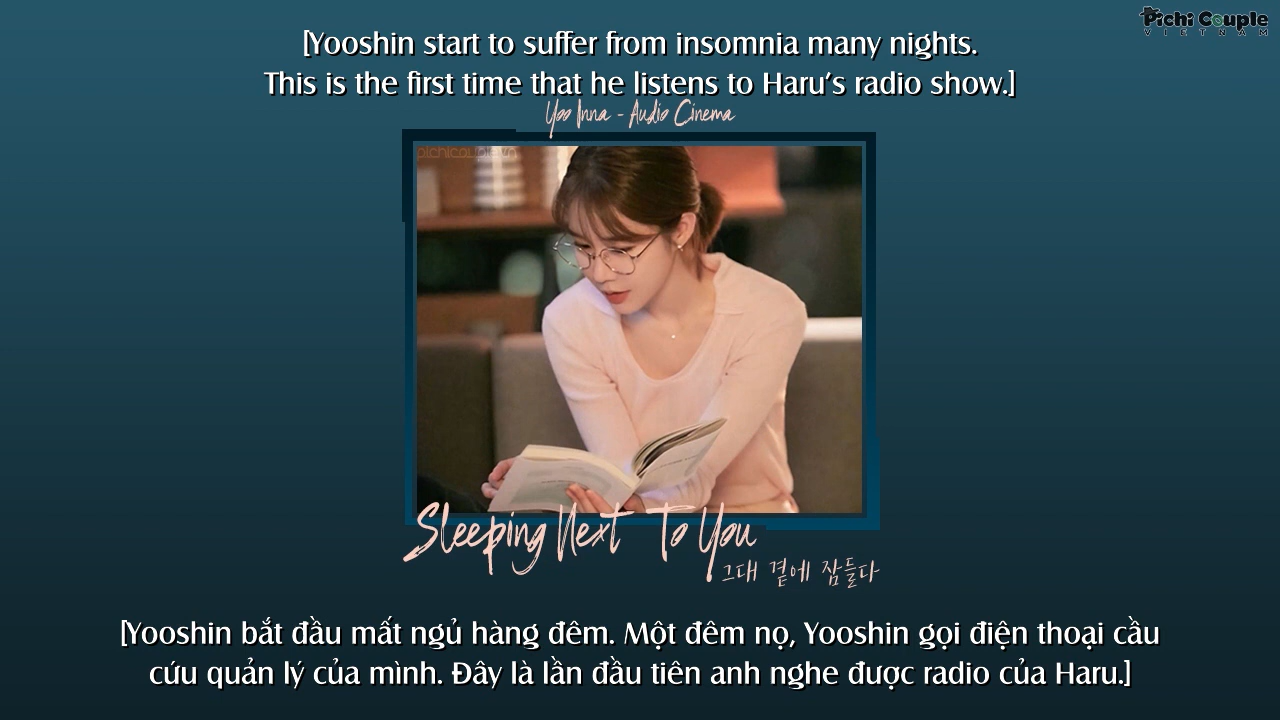 Pichi Couple
VIETNAM
[Yooshin start to suffer from insomnia many nights.
This is the first time that he listens to Haru's radio show.]
Yoo Inna - Audio Cinema
pichicouple.vn
Sleeping Next To You
그대 곁에 잠들다
[Yooshin bắt đầu mất ngủ hàng đêm. Một đêm nọ, Yooshin gọi điện thoại cầu
cứu quản lý của mình. Đây là lần đầu tiên anh nghe được radio của Haru.]